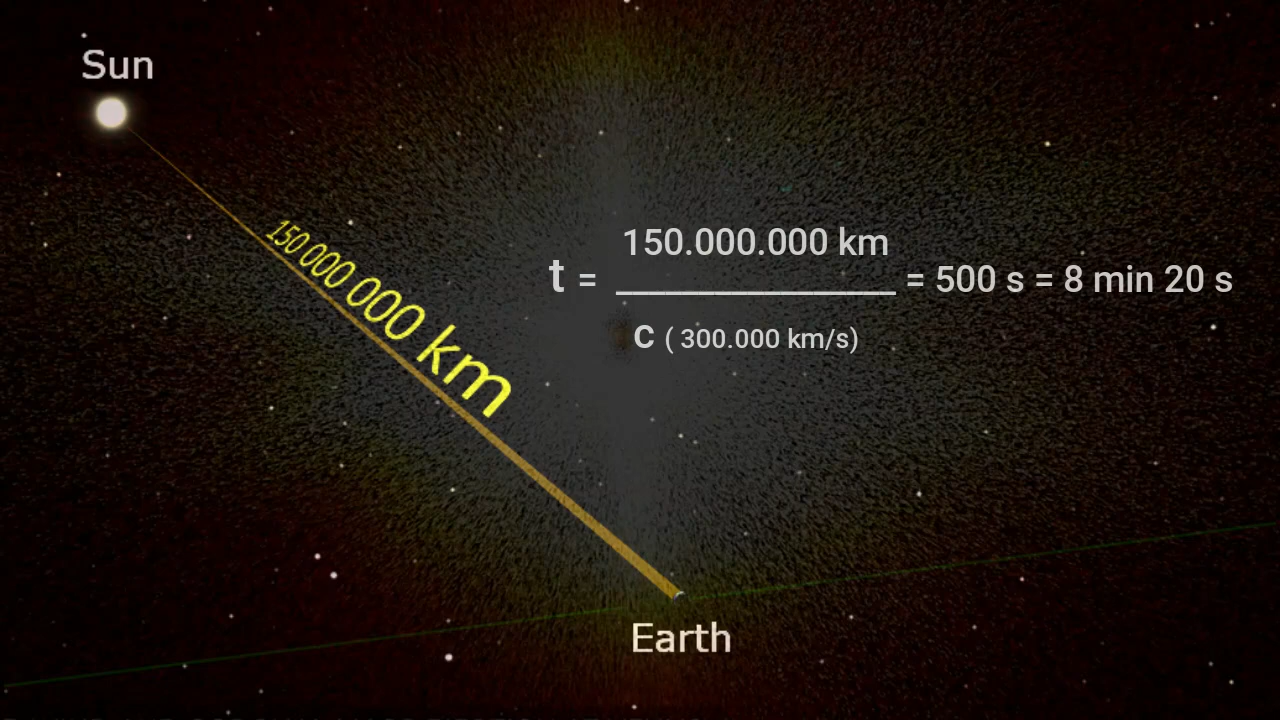 Sun
150 000 000 km
150.000.000 km
t = = 500 s = 8 min 20 s
C ( 300.000 km/s)
Earth